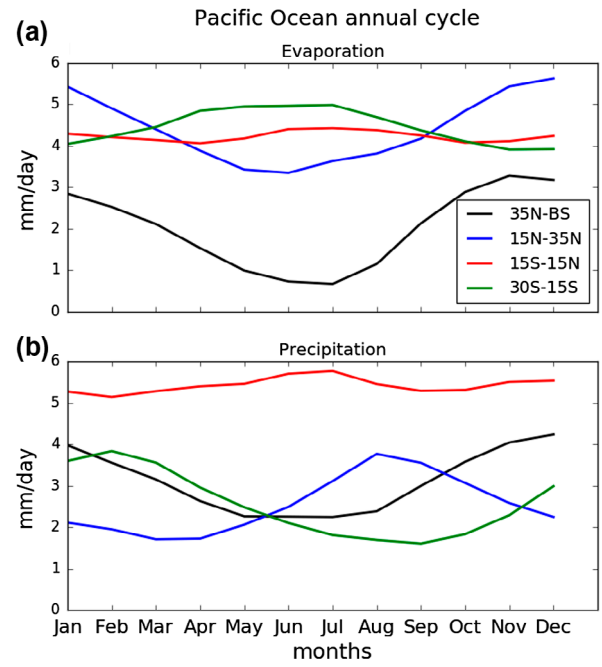 Pacific Ocean annual cycle
(a)
Evaporation
6
5
4
3
2
1
0
mm/day
35N-BS
15N-35N
15S-15N
30S-15S
(b)
Precipitation
6
5
4
3
2
1
0
mm/day
Jan Feb Mar Apr May Jun Jul Aug Sep Oct Nov Dec
months